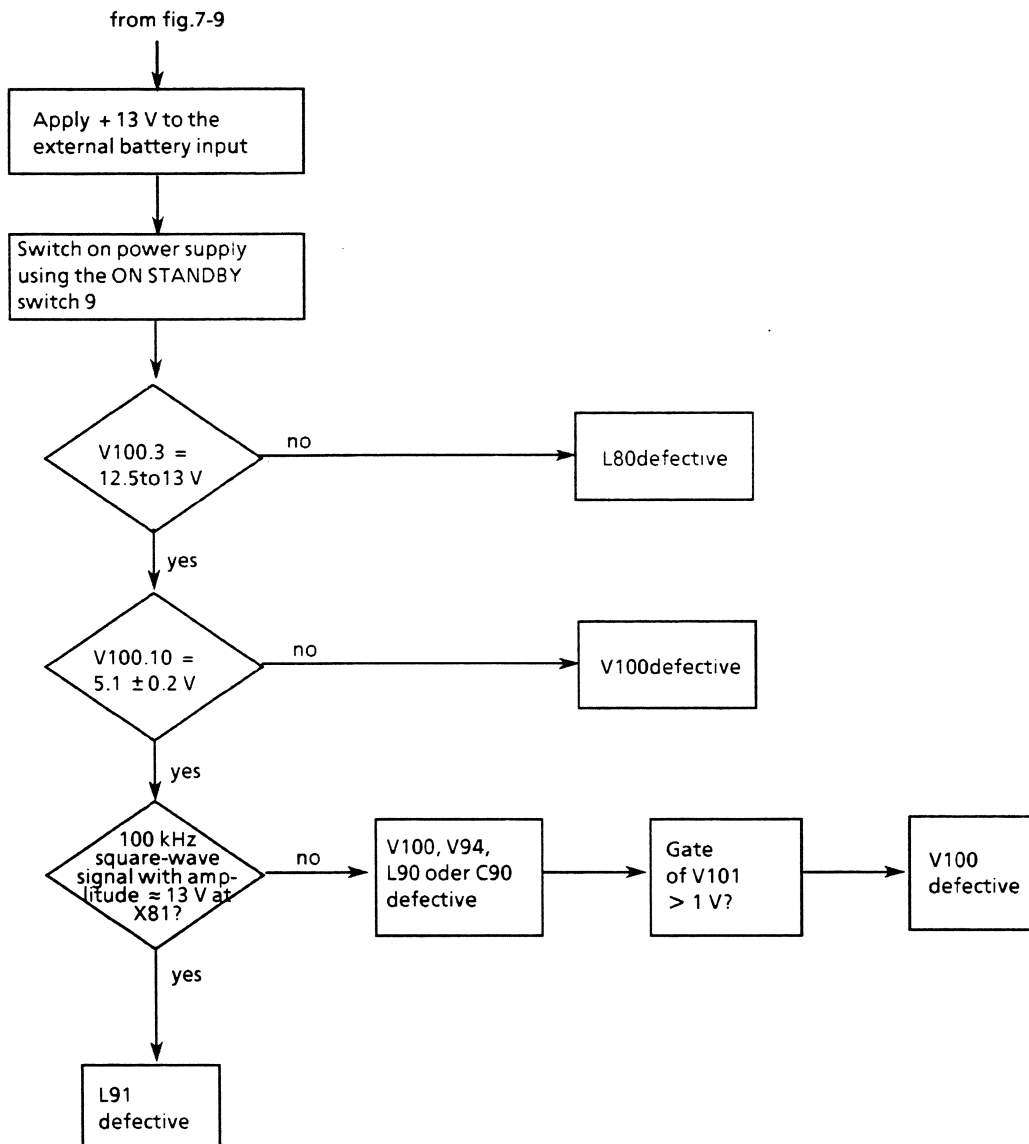 from fig.7-9
Apply + 13 V to the
external battery input
Switch on power supply
using the ON STANDBY
switch 9
V100.3 =
12.5to13 V
no
L80defective
yes
V100.10 =
5.1 ±0.2 V
no
V100defective
yes
100 kHz
square-wave
signal with amp-
litude ≈ 13 V at
X81?
no
V100, V94,
L90 oder C90
defective
Gate
of V101
> 1 V?
V100
defective
yes
L91
defective